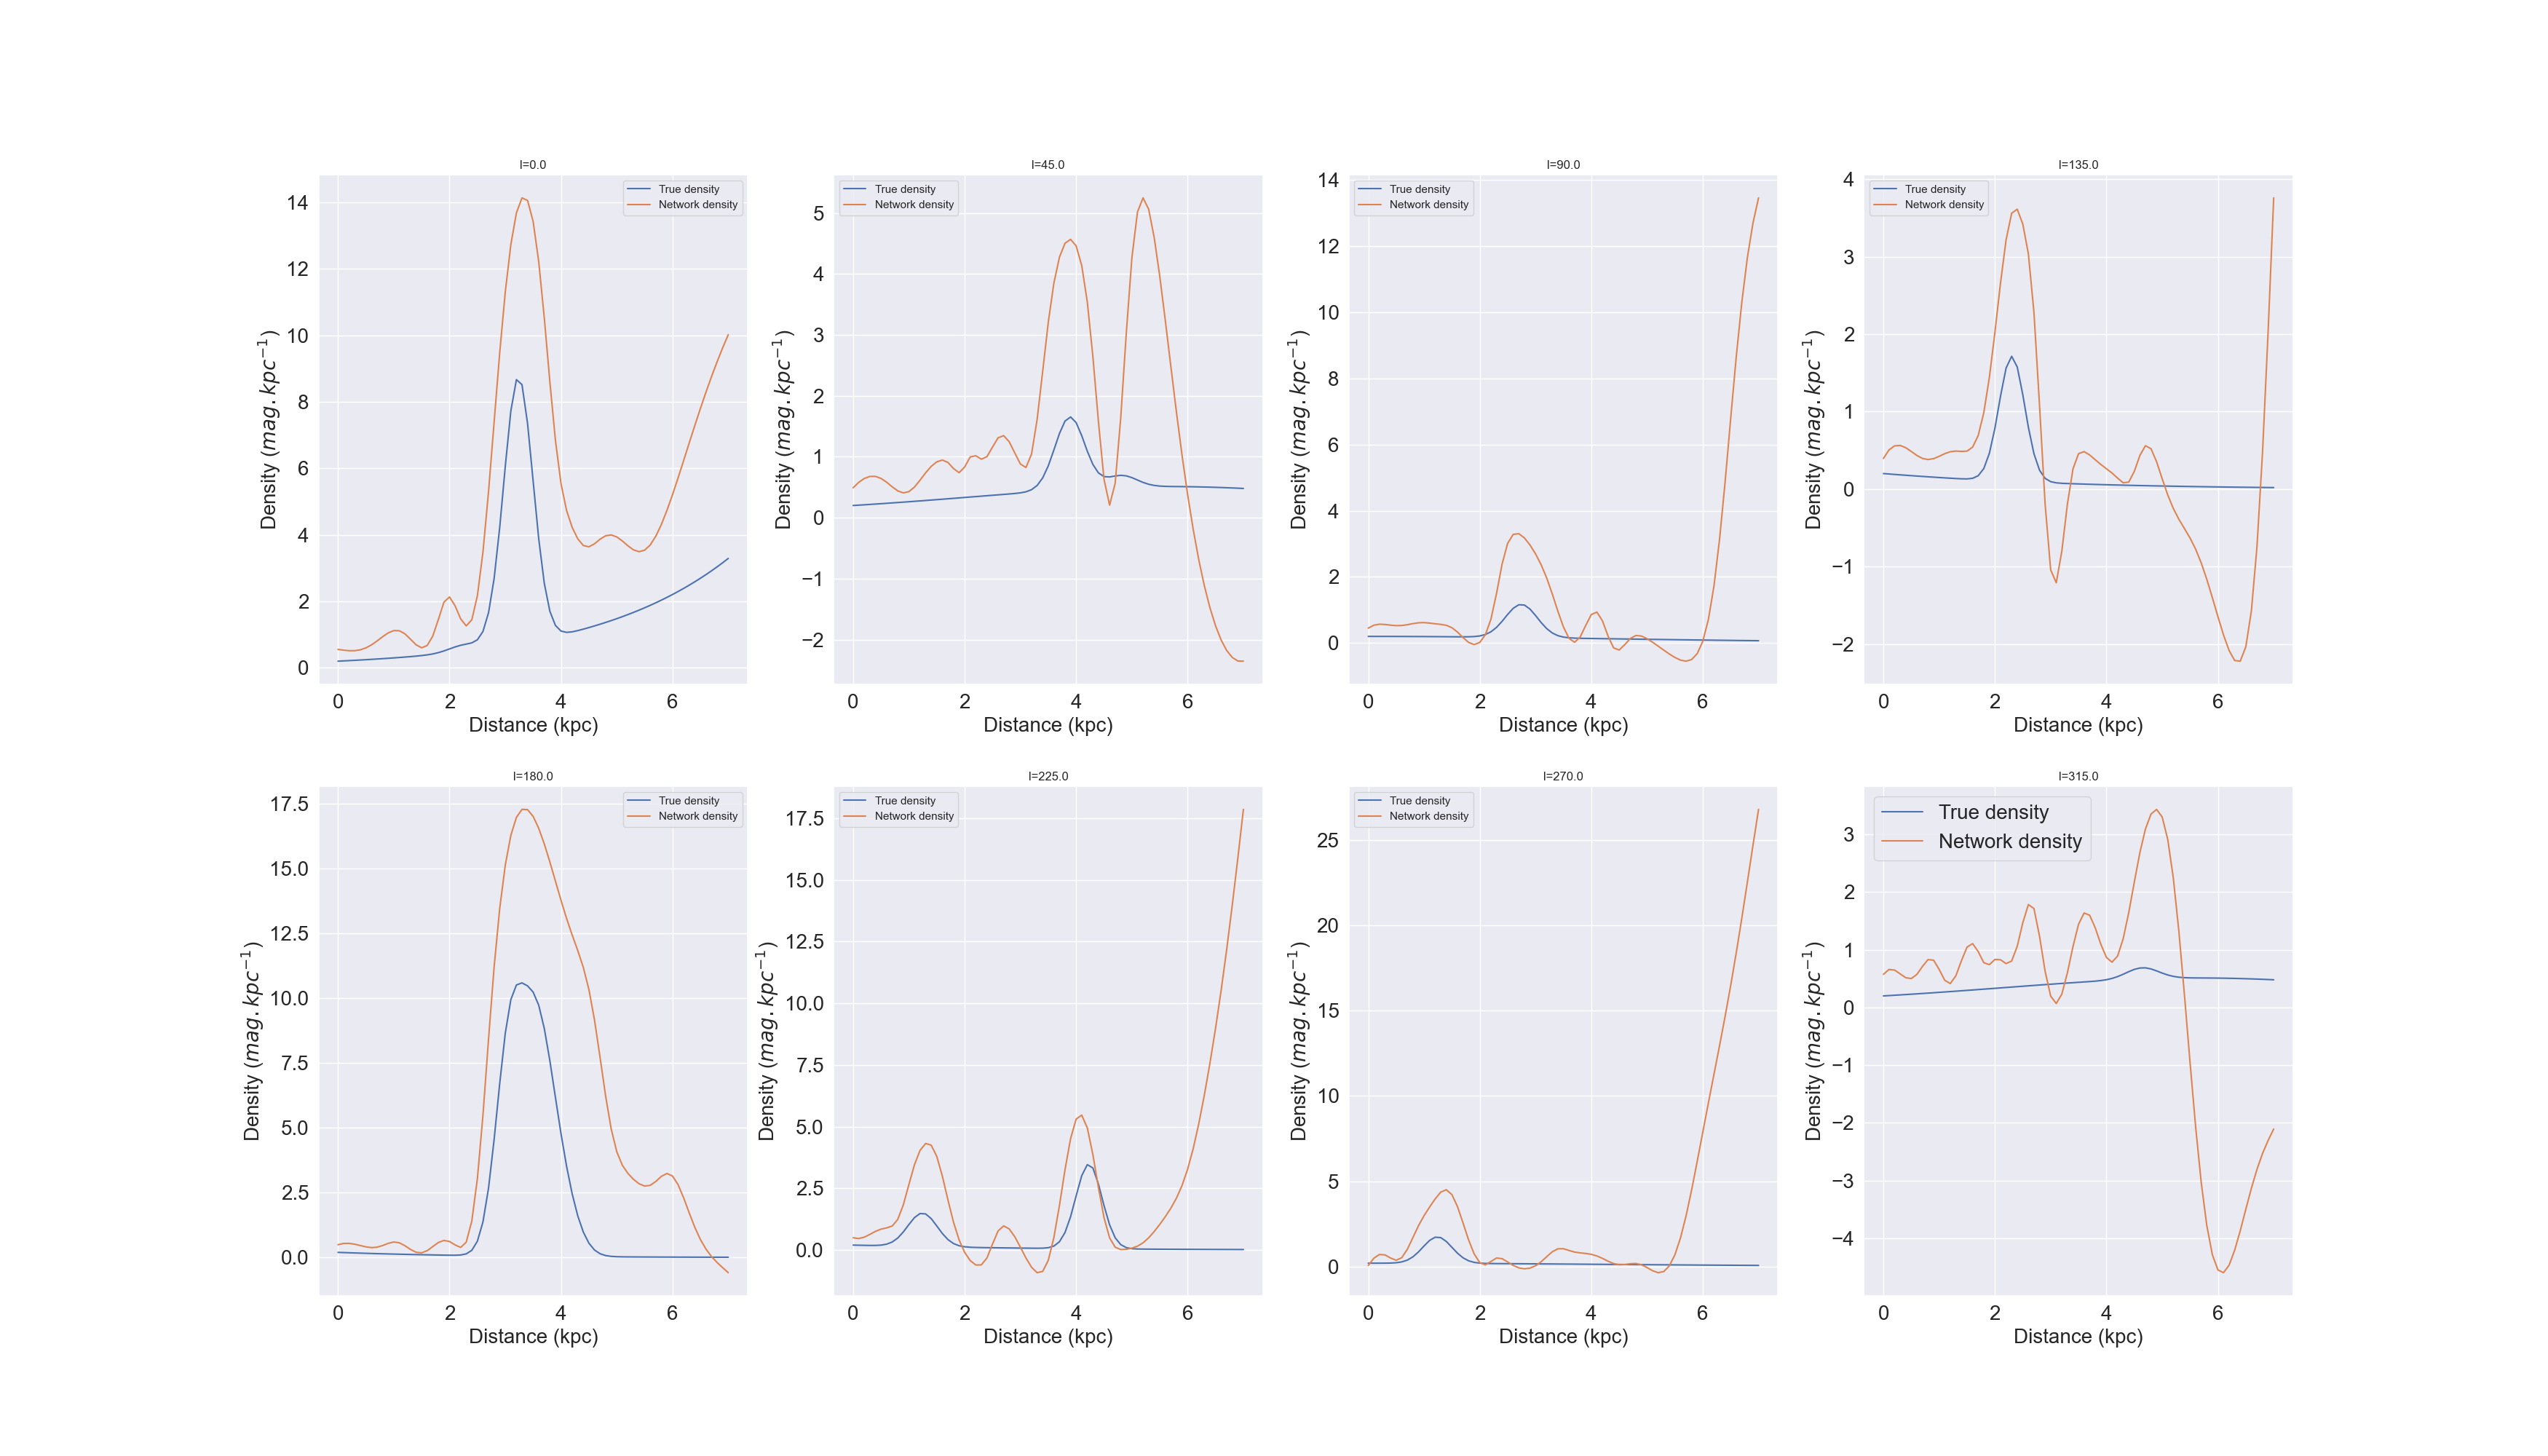 l=0.0
True density
Network density
14
12
10
8
6
4
2
0
Density (mag.kpc⁻¹)
0 2 4 6
Distance (kpc)
l=45.0
True density
Network density
5
4
3
2
1
0
−1
−2
Density (mag.kpc⁻¹)
0 2 4 6
Distance (kpc)
l=90.0
True density
Network density
14
12
10
8
6
4
2
0
Density (mag.kpc⁻¹)
0 2 4 6
Distance (kpc)
l=135.0
True density
Network density
4
3
2
1
0
−1
−2
Density (mag.kpc⁻¹)
0 2 4 6
Distance (kpc)
l=180.0
True density
Network density
17.5
15.0
12.5
10.0
7.5
5.0
2.5
0.0
Density (mag.kpc⁻¹)
0 2 4 6
Distance (kpc)
l=225.0
True density
Network density
17.5
15.0
12.5
10.0
7.5
5.0
2.5
0.0
Density (mag.kpc⁻¹)
0 2 4 6
Distance (kpc)
l=270.0
True density
Network density
25
20
15
10
5
0
Density (mag.kpc⁻¹)
0 2 4 6
Distance (kpc)
l=315.0
True density
Network density
3
2
1
0
−1
−2
−3
−4
Density (mag.kpc⁻¹)
0 2 4 6
Distance (kpc)